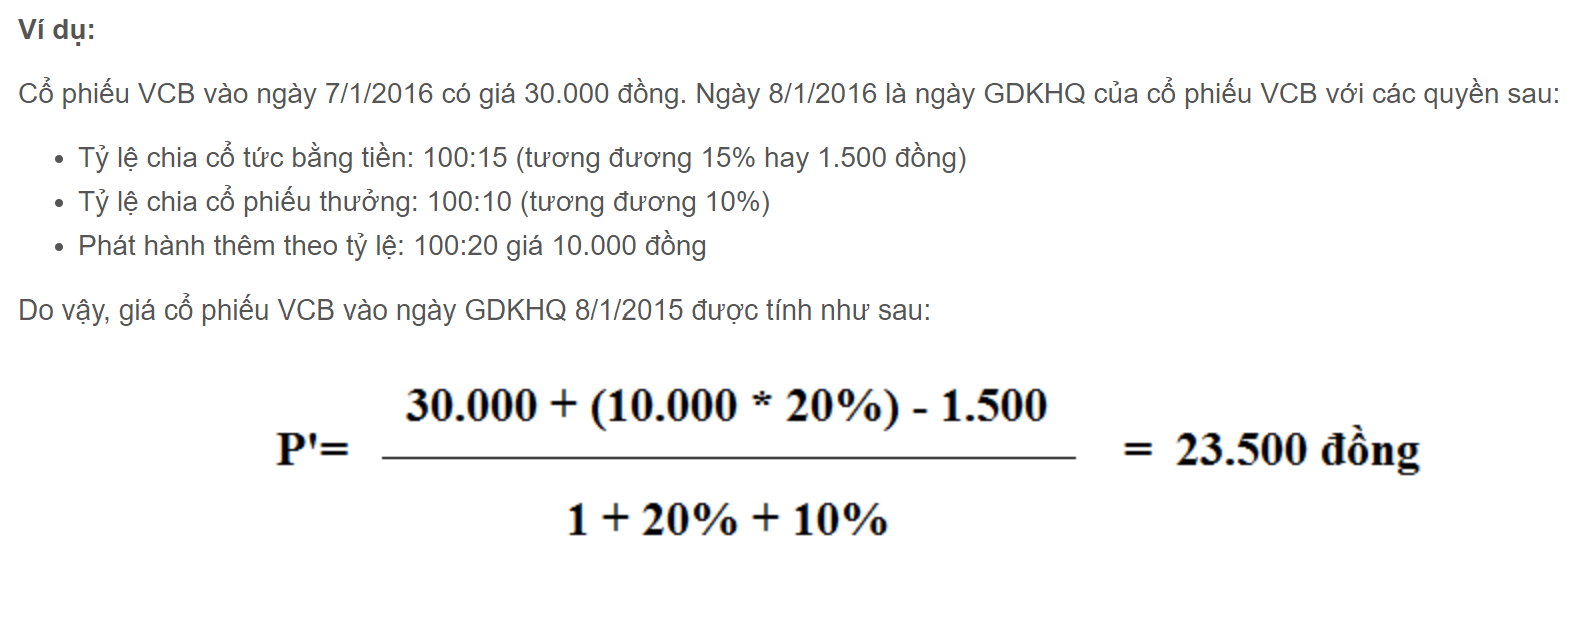 Ví dụ:
Cổ phiếu VCB vào ngày 7/1/2016 có giá 30.000 đồng. Ngày 8/1/2016 là ngày GDKHQ của cổ phiếu VCB với các quyền sau:
• Tỷ lệ chia cổ tức bằng tiền: 100:15 (tương đương 15% hay 1.500 đồng)
• Tỷ lệ chia cổ phiếu thưởng: 100:10 (tương đương 10%)
• Phát hành thêm theo tỷ lệ: 100:20 giá 10.000 đồng
Do vậy, giá cổ phiếu VCB vào ngày GDKHQ 8/1/2015 được tính như sau:
30.000 + (10.000 * 20%) - 1.500
P'= = 23.500 đồng
1 + 20% + 10%